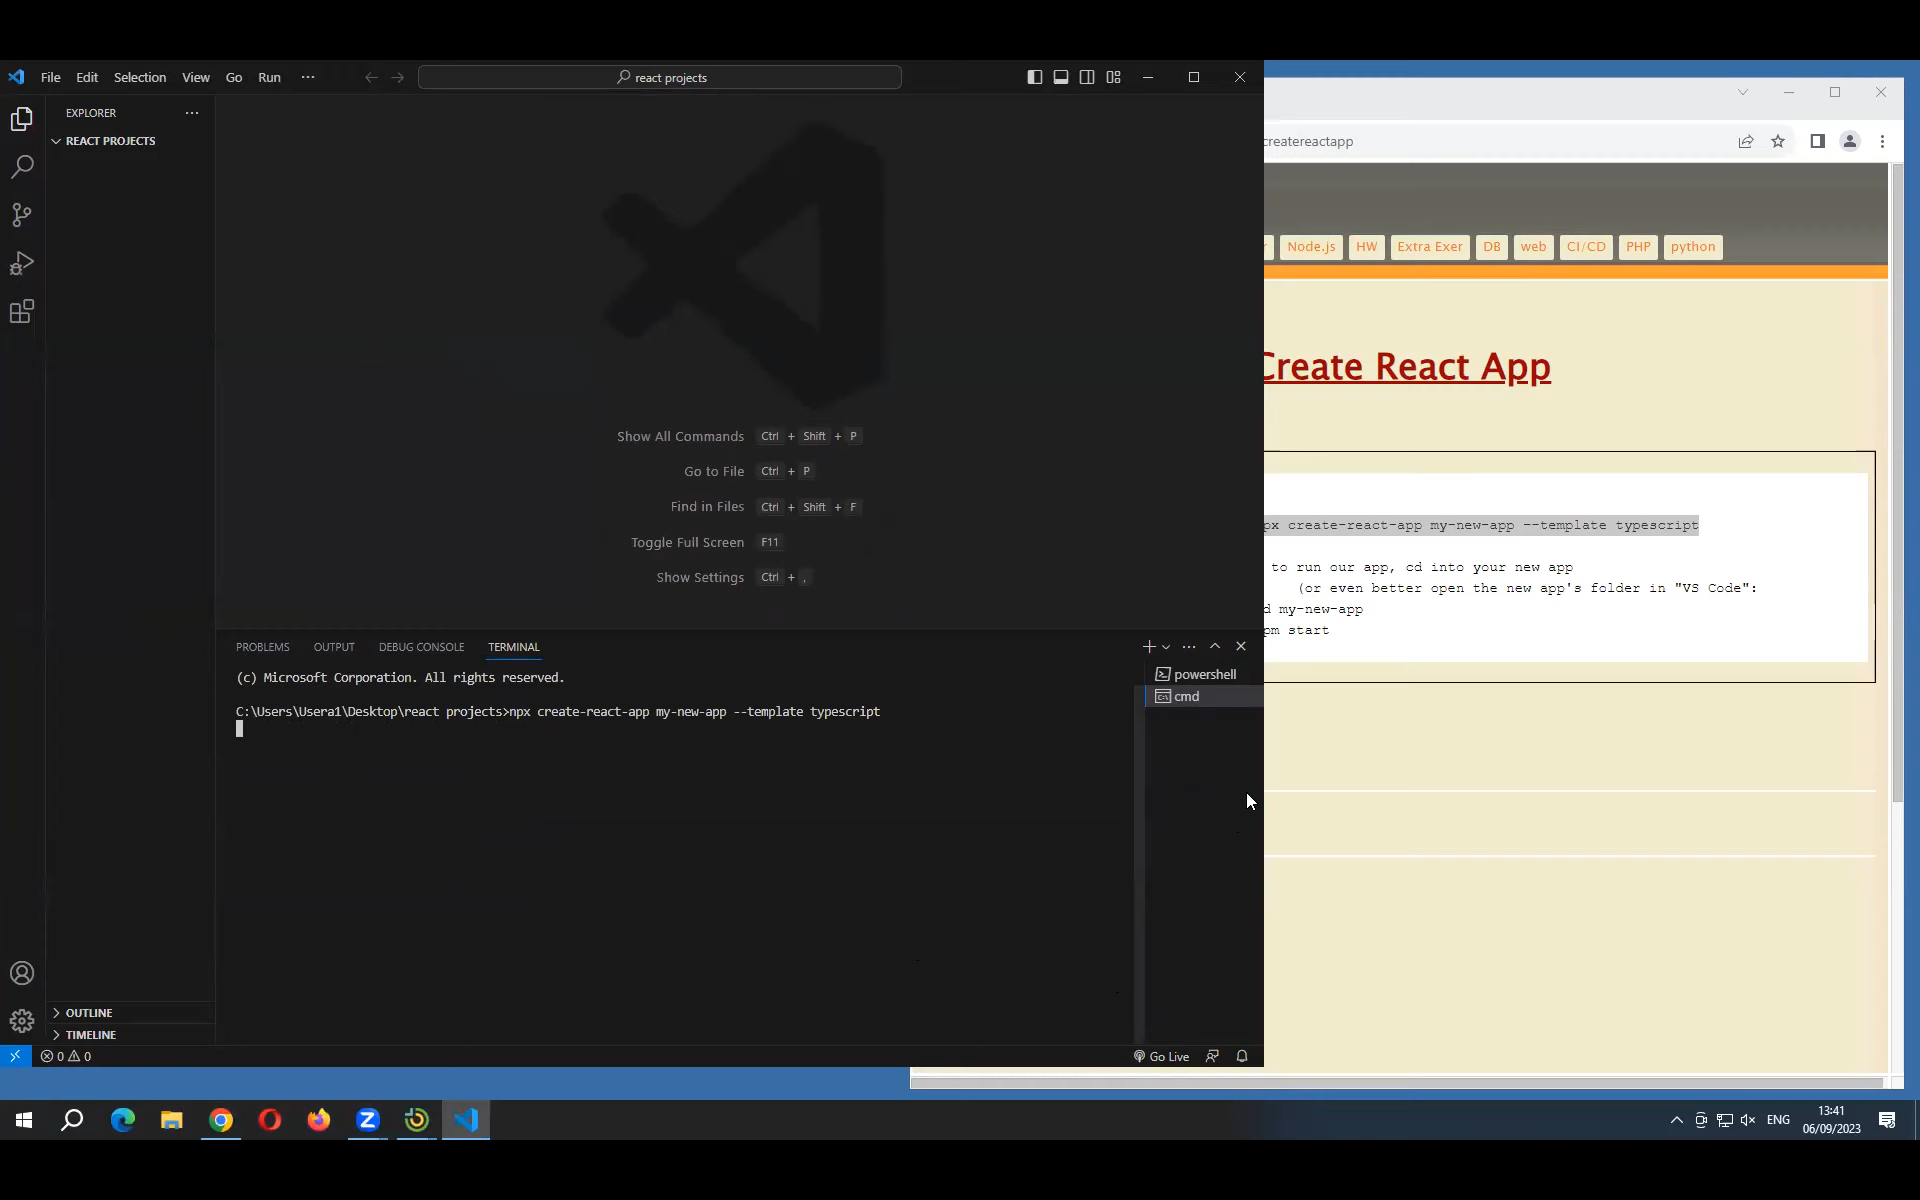 File Edit Selection View Go Run ···
react projects
EXPLORER
REACT PROJECTS
Show All Commands Ctrl + Shift + P
Go to File Ctrl + P
Find in Files Ctrl + Shift + F
Toggle Full Screen F11
Show Settings Ctrl + ,
PROBLEMS OUTPUT DEBUG CONSOLE TERMINAL
(c) Microsoft Corporation. All rights reserved.
C:\Users\Usera1\Desktop\react projects>npx create-react-app my-new-app --template typescript
powershell
cmd
OUTLINE
TIMELINE
0 0
Go Live
createreactapp
r Node.js HW Extra Exer DB web CI/CD PHP python
Create React App
px create-react-app my-new-app --template typescript
to run our app, cd into your new app
(or even better open the new app's folder in "VS Code":
d my-new-app
pm start
ENG
13:41
06/09/2023